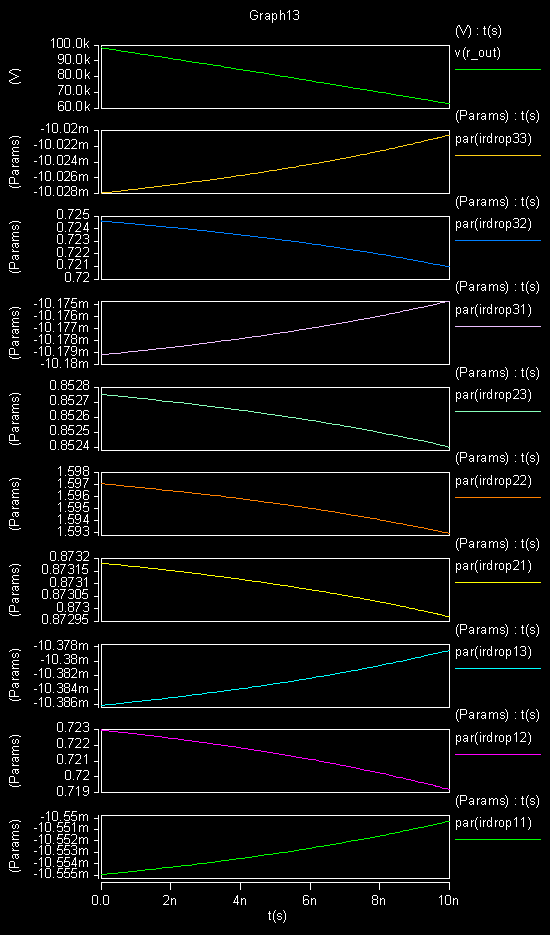 Graph13
(V) : t(s)
100.0k
v(r_out)
90.0k
(V)
80.0k
70.0k
60.0k
(Params) : t(s)
-10.02m
par(irdrop33)
-10.022m
(Params)
-10.024m
-10.026m
-10.028m
(Params) : t(s)
0.725
par(irdrop32)
0.724
(Params)
0.723
0.722
0.721
0.72
(Params) : t(s)
-10.175m
par(irdrop31)
-10.176m
(Params)
-10.177m
-10.178m
-10.179m
-10.18m
(Params) : t(s)
0.8528
par(irdrop23)
0.8527
(Params)
0.8526
0.8525
0.8524
(Params) : t(s)
1.598
par(irdrop22)
1.597
(Params)
1.596
1.595
1.594
1.593
(Params) : t(s)
0.8732
par(irdrop21)
0.87315
(Params)
0.8731
0.87305
0.873
0.87295
(Params) : t(s)
-10.378m
par(irdrop13)
-10.38m
(Params)
-10.382m
-10.384m
-10.386m
(Params) : t(s)
0.723
par(irdrop12)
0.722
(Params)
0.721
0.72
0.719
(Params) : t(s)
-10.55m
par(irdrop11)
-10.551m
(Params)
-10.552m
-10.553m
-10.554m
-10.555m
0.0 2n 4n 6n 8n 10n
t(s)